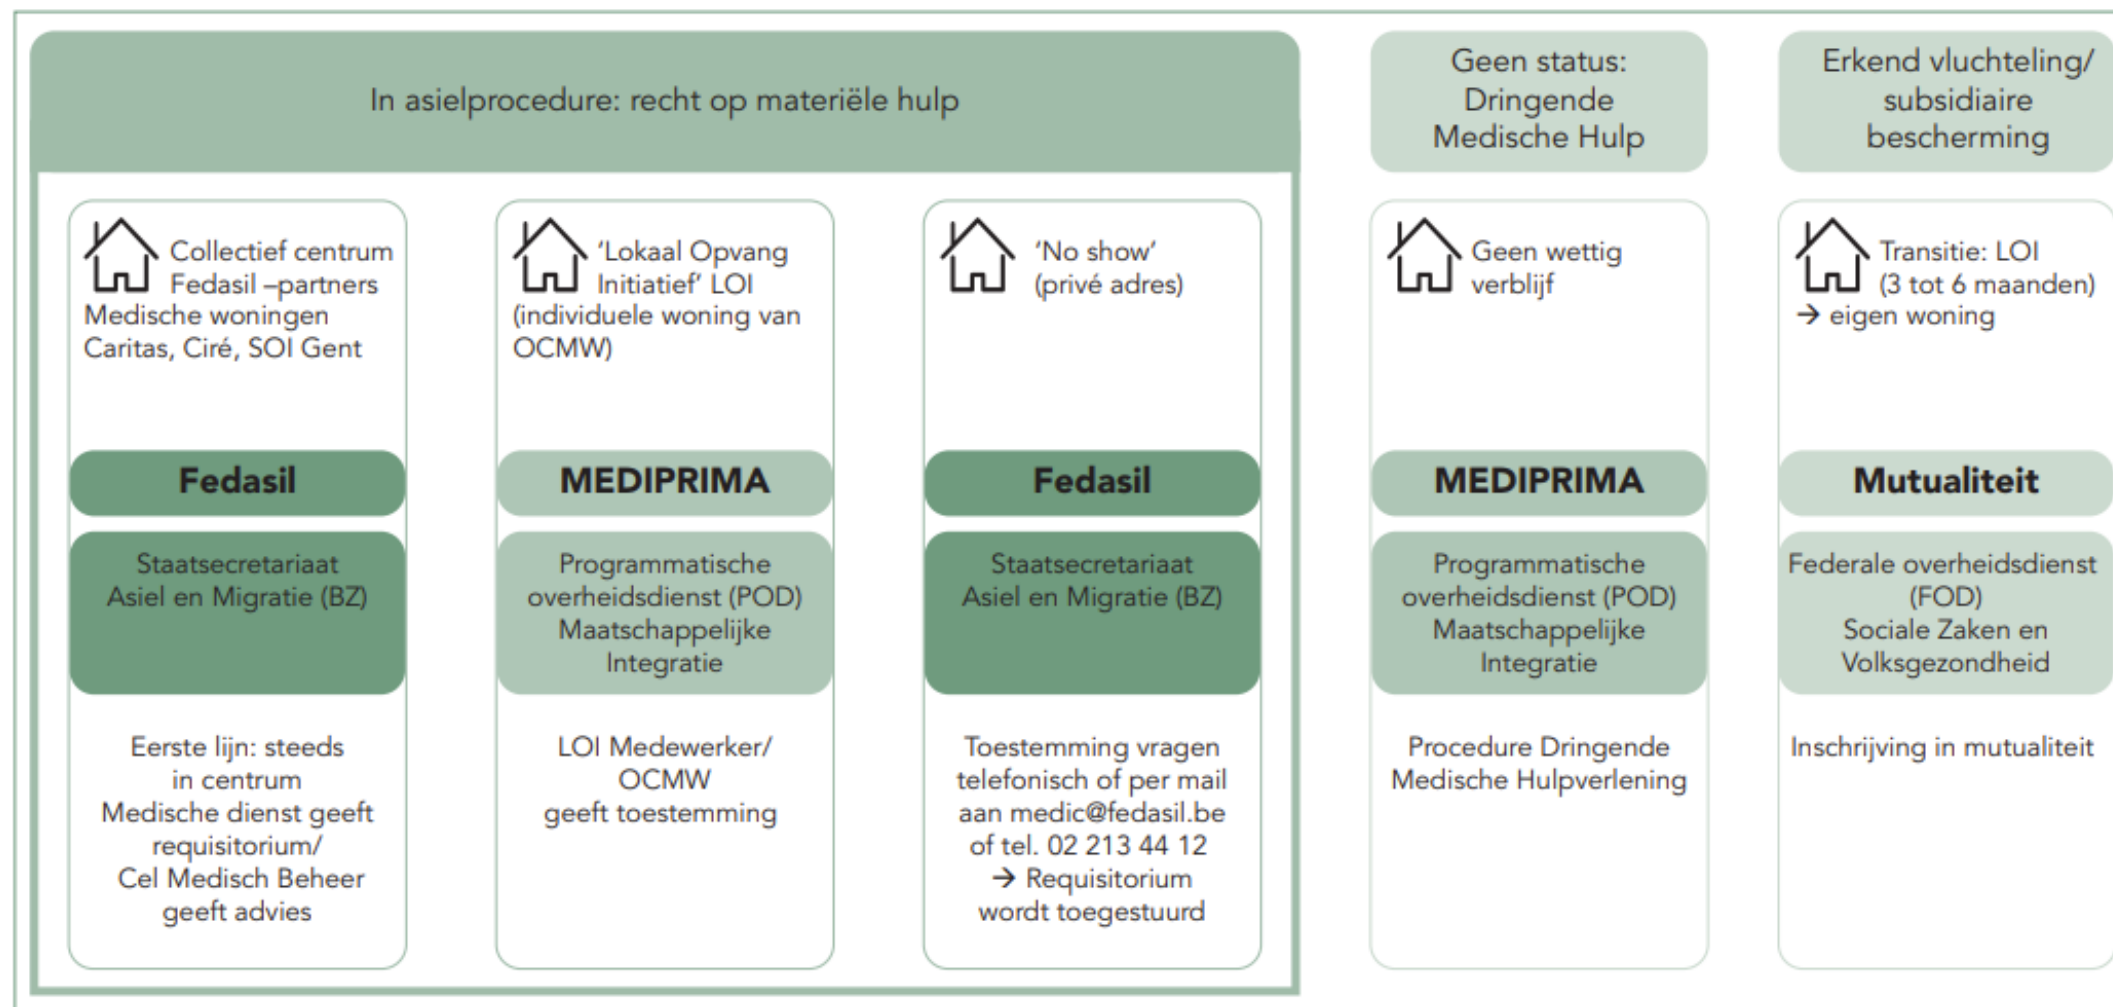 In asielprocedure: recht op materiële hulp
Geen status:
Dringende
Medische Hulp
Erkend vluchteling/
subsidiaire
bescherming
Collectief centrum
Fedasil –partners
Medische woningen
Caritas, Ciré, SOI Gent
Fedasil
Staatsecretariaat
Asiel en Migratie (BZ)
Eerste lijn: steeds
in centrum
Medische dienst geeft
requisitorium/
Cel Medisch Beheer
geeft advies
‘Lokaal Opvang
Initiatief’ LOI
(individuele woning van
OCMW)
MEDIPRIMA
Programmatische
overheidsdienst (POD)
Maatschappelijke
Integratie
LOI Medewerker/
OCMW
geeft toestemming
‘No show’
(privé adres)
Fedasil
Staatsecretariaat
Asiel en Migratie (BZ)
Toestemming vragen
telefonisch of per mail
aan medic@fedasil.be
of tel. 02 213 44 12
→ Requisitorium
wordt toegestuurd
Geen wettig
verblijf
MEDIPRIMA
Programmatische
overheidsdienst (POD)
Maatschappelijke
Integratie
Procedure Dringende
Medische Hulpverlening
Transitie: LOI
(3 tot 6 maanden)
→ eigen woning
Mutualiteit
Federale overheidsdienst
(FOD)
Sociale Zaken en
Volksgezondheid
Inschrijving in mutualiteit